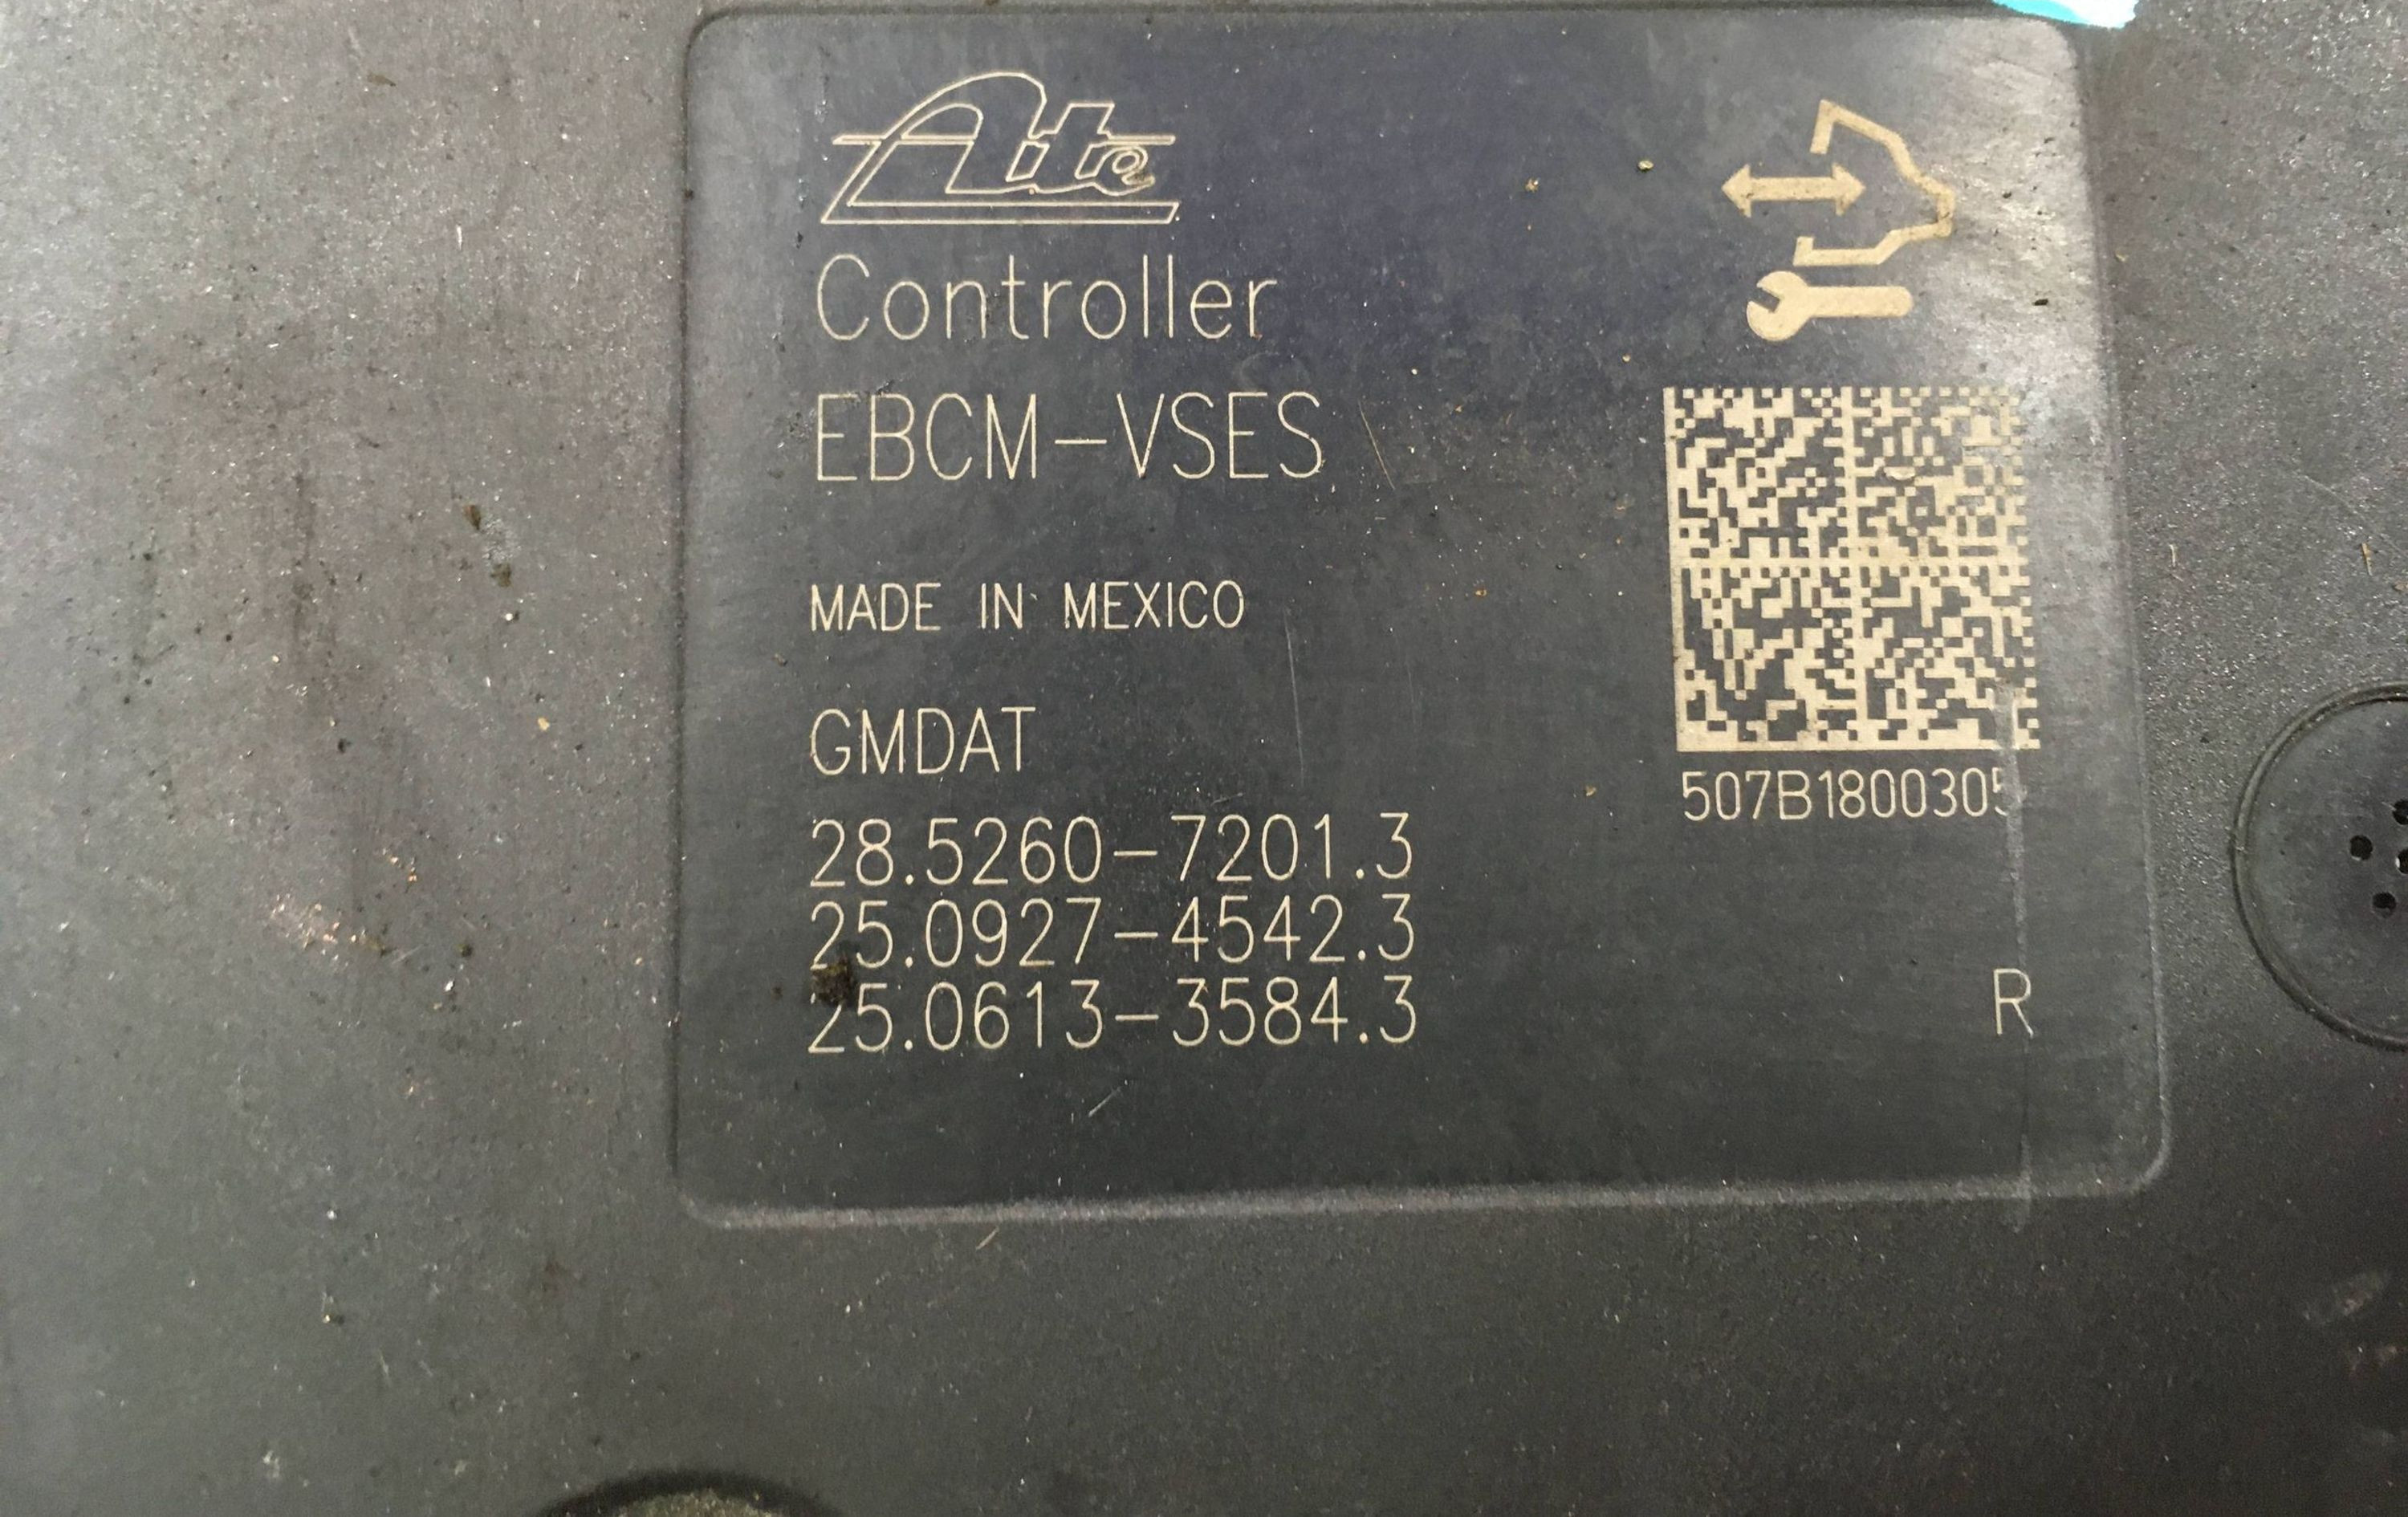 Ate
Controller
EBCM-VSES
MADE IN MEXICO
GMDAT
28.5260-7201.3
25.0927-4542.3
25.0613-3584.3
507B1800305
R